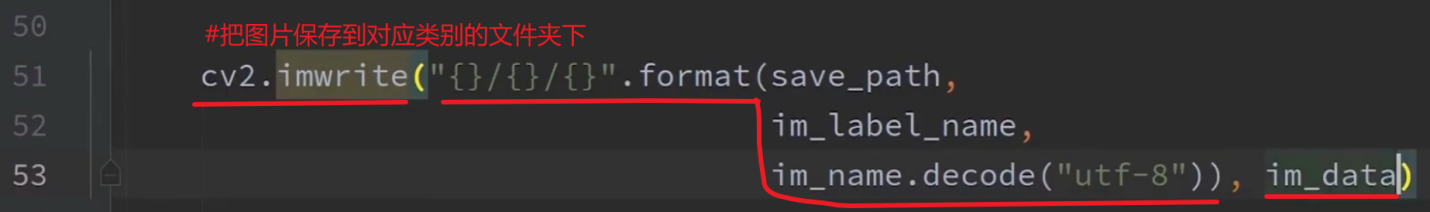 50
#把图片保存到对应类别的文件夹下
51 cv2.imwrite("{}/{}/{}".format(save_path,
52 im_label_name,
53 im_name.decode("utf-8")), im_data)